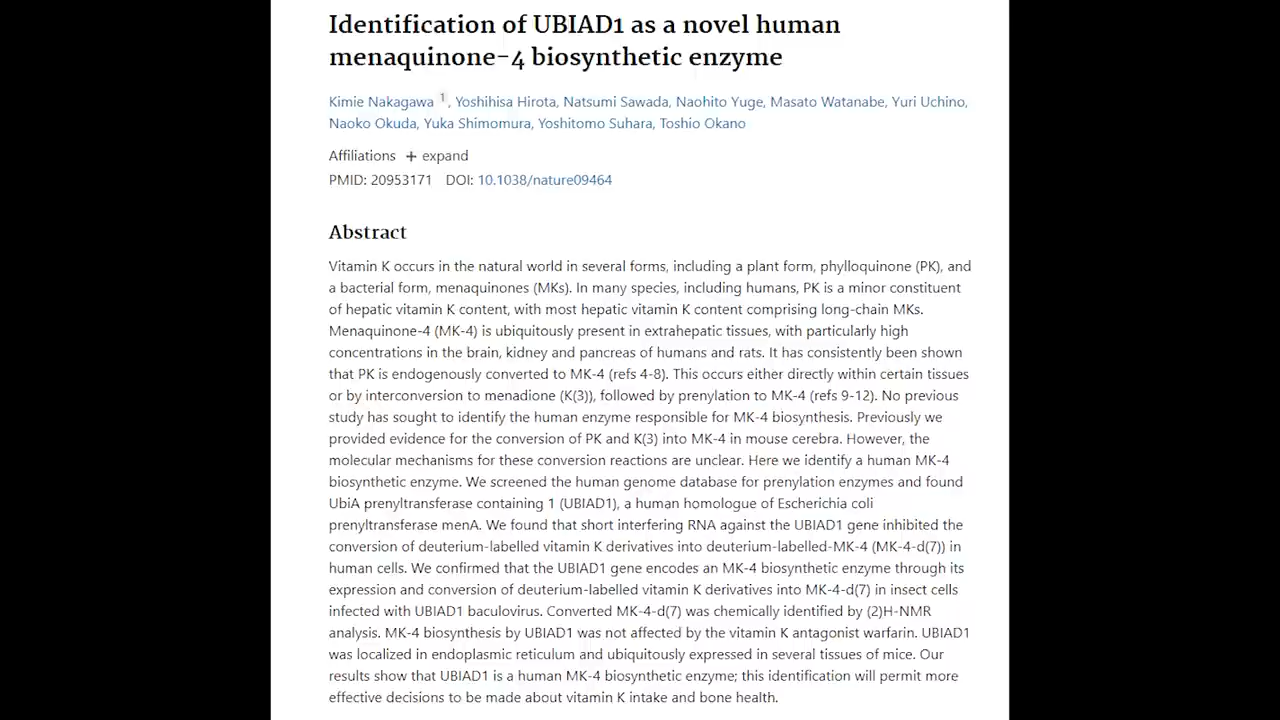 Identification of UBIAD1 as a novel human
menaquinone-4 biosynthetic enzyme
Kimie Nakagawa 1, Yoshihisa Hirota, Natsumi Sawada, Naohito Yuge, Masato Watanabe, Yuri Uchino,
Naoko Okuda, Yuka Shimomura, Yoshitomo Suhara, Toshio Okano
Affiliations + expand
PMID: 20953171 DOI: 10.1038/nature09464
Abstract
Vitamin K occurs in the natural world in several forms, including a plant form, phylloquinone (PK), and
a bacterial form, menaquinones (MKs). In many species, including humans, PK is a minor constituent
of hepatic vitamin K content, with most hepatic vitamin K content comprising long-chain MKs.
Menaquinone-4 (MK-4) is ubiquitously present in extrahepatic tissues, with particularly high
concentrations in the brain, kidney and pancreas of humans and rats. It has consistently been shown
that PK is endogenously converted to MK-4 (refs 4-8). This occurs either directly within certain tissues
or by interconversion to menadione (K(3)), followed by prenylation to MK-4 (refs 9-12). No previous
study has sought to identify the human enzyme responsible for MK-4 biosynthesis. Previously we
provided evidence for the conversion of PK and K(3) into MK-4 in mouse cerebra. However, the
molecular mechanisms for these conversion reactions are unclear. Here we identify a human MK-4
biosynthetic enzyme. We screened the human genome database for prenylation enzymes and found
UbiA prenyltransferase containing 1 (UBIAD1), a human homologue of Escherichia coli
prenyltransferase menA. We found that short interfering RNA against the UBIAD1 gene inhibited the
conversion of deuterium-labelled vitamin K derivatives into deuterium-labelled-MK-4 (MK-4-d(7)) in
human cells. We confirmed that the UBIAD1 gene encodes an MK-4 biosynthetic enzyme through its
expression and conversion of deuterium-labelled vitamin K derivatives into MK-4-d(7) in insect cells
infected with UBIAD1 baculovirus. Converted MK-4-d(7) was chemically identified by (2)H-NMR
analysis. MK-4 biosynthesis by UBIAD1 was not affected by the vitamin K antagonist warfarin. UBIAD1
was localized in endoplasmic reticulum and ubiquitously expressed in several tissues of mice. Our
results show that UBIAD1 is a human MK-4 biosynthetic enzyme; this identification will permit more
effective decisions to be made about vitamin K intake and bone health.